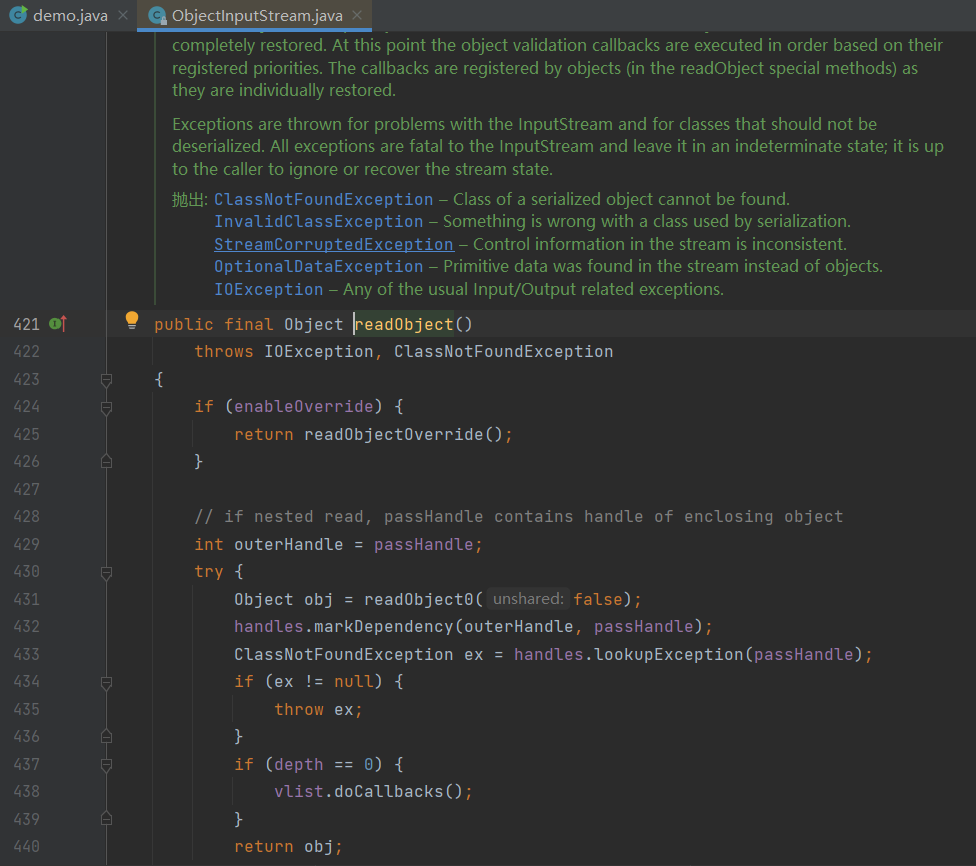 demo.java ObjectInputStream.java
completely restored. At this point the object validation callbacks are executed in order based on their
registered priorities. The callbacks are registered by objects (in the readObject special methods) as
they are individually restored.
Exceptions are thrown for problems with the InputStream and for classes that should not be
deserialized. All exceptions are fatal to the InputStream and leave it in an indeterminate state; it is up
to the caller to ignore or recover the stream state.
抛出: ClassNotFoundException – Class of a serialized object cannot be found.
InvalidClassException – Something is wrong with a class used by serialization.
StreamCorruptedException – Control information in the stream is inconsistent.
OptionalDataException – Primitive data was found in the stream instead of objects.
IOException – Any of the usual Input/Output related exceptions.
421 public final Object readObject()
422 throws IOException, ClassNotFoundException
423 {
424 if (enableOverride) {
425 return readObjectOverride();
426 }
427
428 // if nested read, passHandle contains handle of enclosing object
429 int outerHandle = passHandle;
430 try {
431 Object obj = readObject0( unshared: false);
432 handles.markDependency(outerHandle, passHandle);
433 ClassNotFoundException ex = handles.lookupException(passHandle);
434 if (ex != null) {
435 throw ex;
436 }
437 if (depth == 0) {
438 vlist.doCallbacks();
439 }
440 return obj;